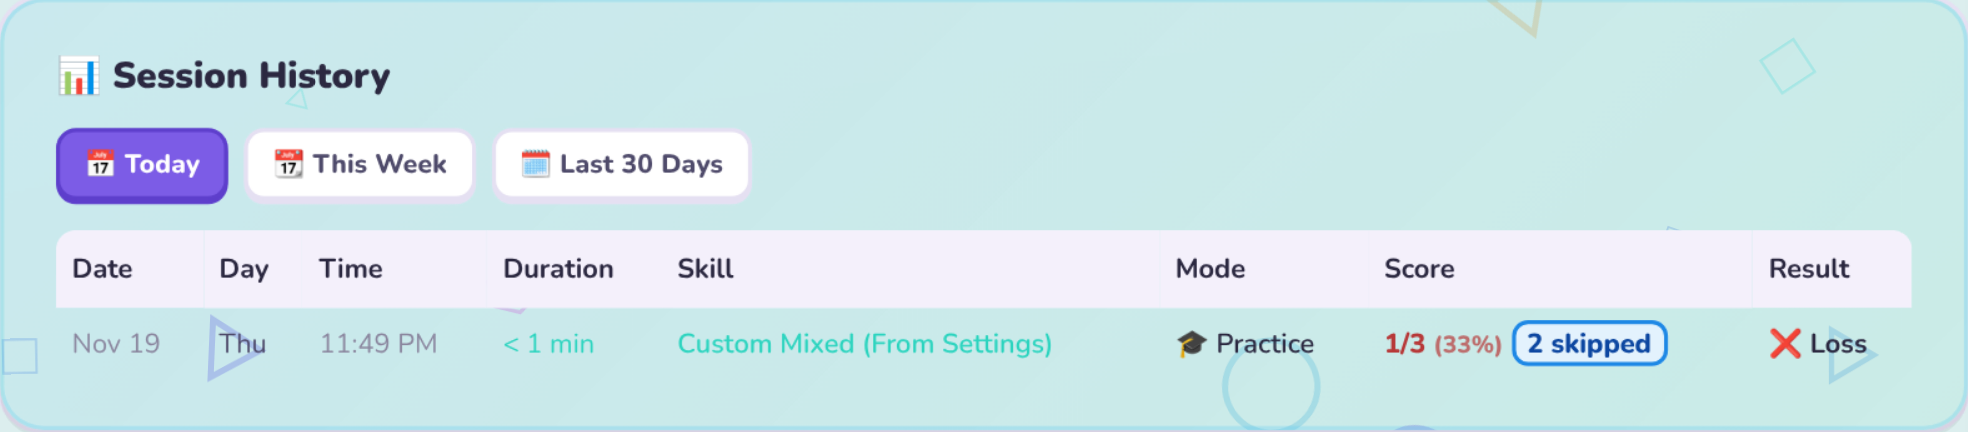 Session History
Today This Week Last 30 Days
Date Day Time Duration Skill Mode Score Result
Nov 19 Thu 11:49 PM < 1 min Custom Mixed (From Settings) Practice 1/3 (33%) 2 skipped Loss